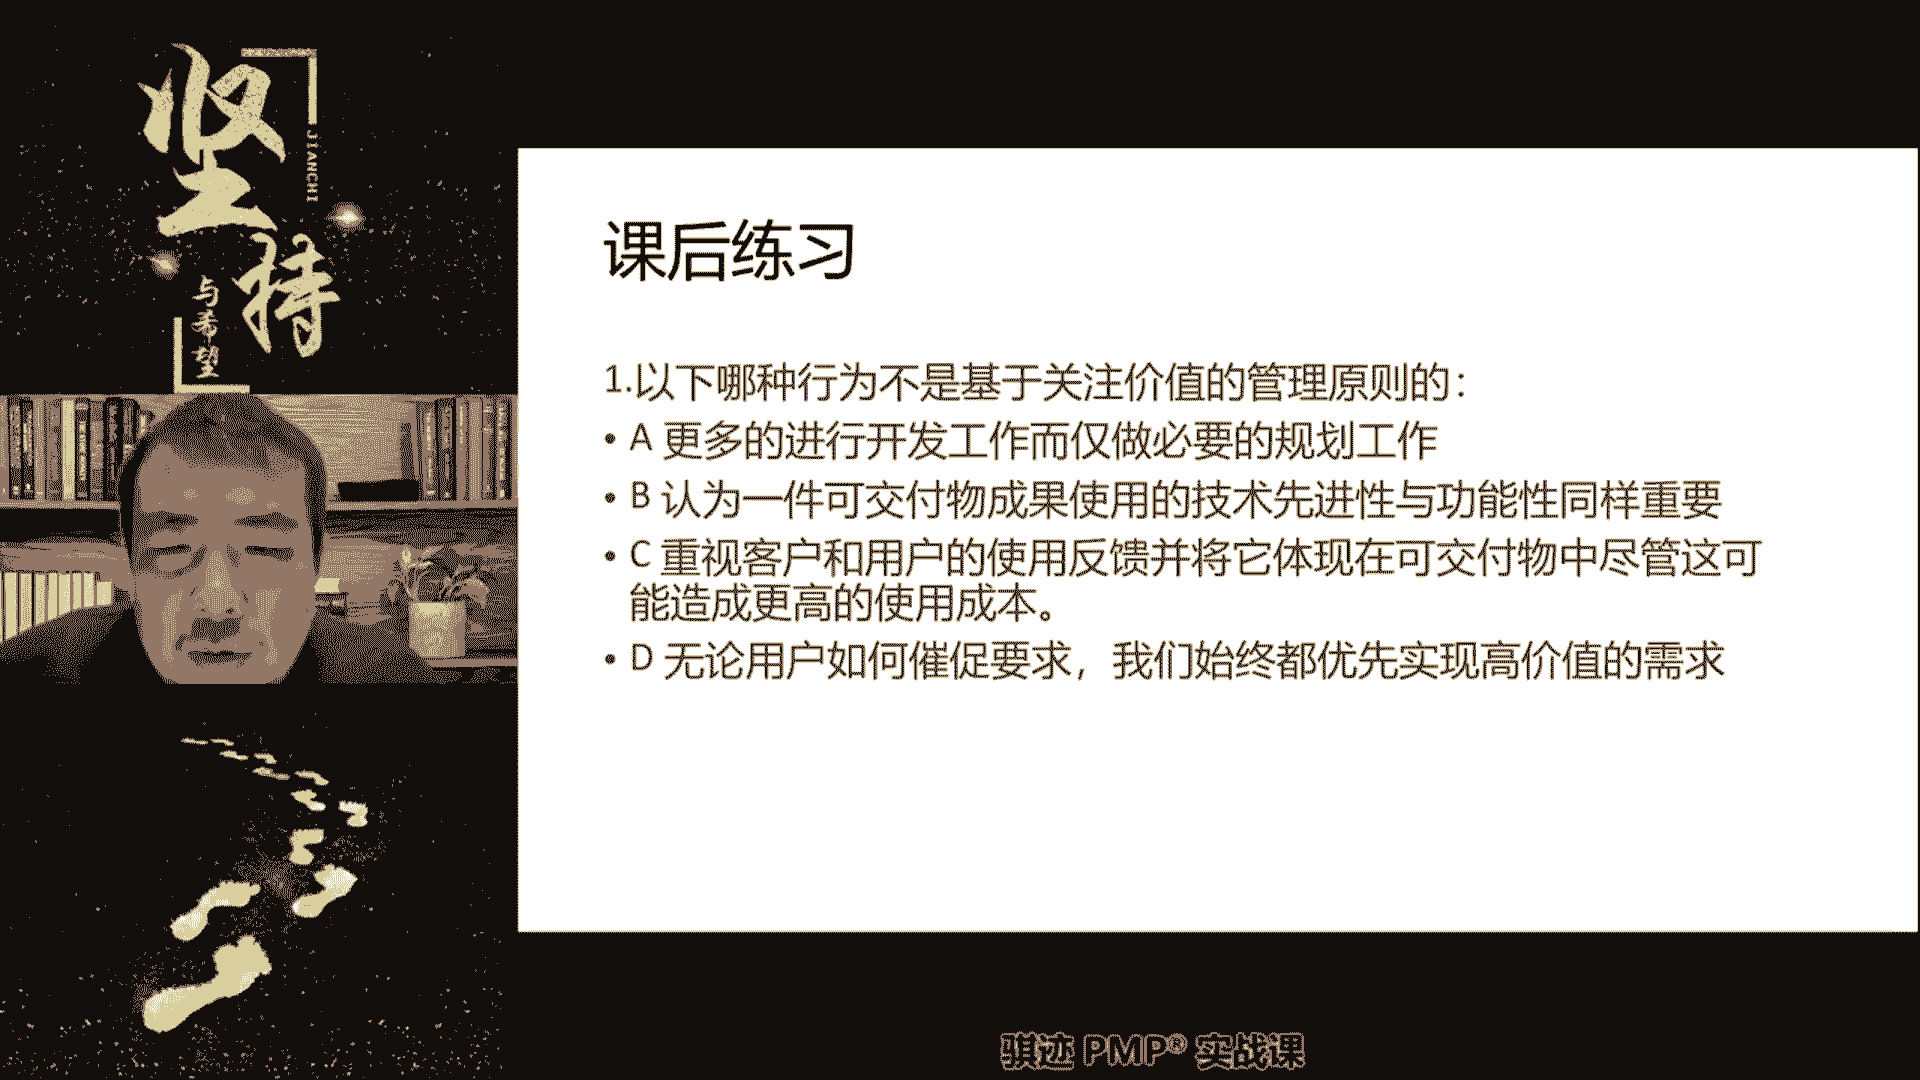 坚持
JIANCHI
与希望
课后练习
1.以下哪种行为不是基于关注价值的管理原则的：
• A 更多的进行开发工作而仅做必要的规划工作
• B 认为一件可交付物成果使用的技术先进性与功能性同样重要
• C 重视客户和用户的使用反馈并将它体现在可交付物中尽管这可
能造成更高的使用成本。
• D 无论用户如何催促要求，我们始终都优先实现高价值的需求
骐迹 PMP® 实战课